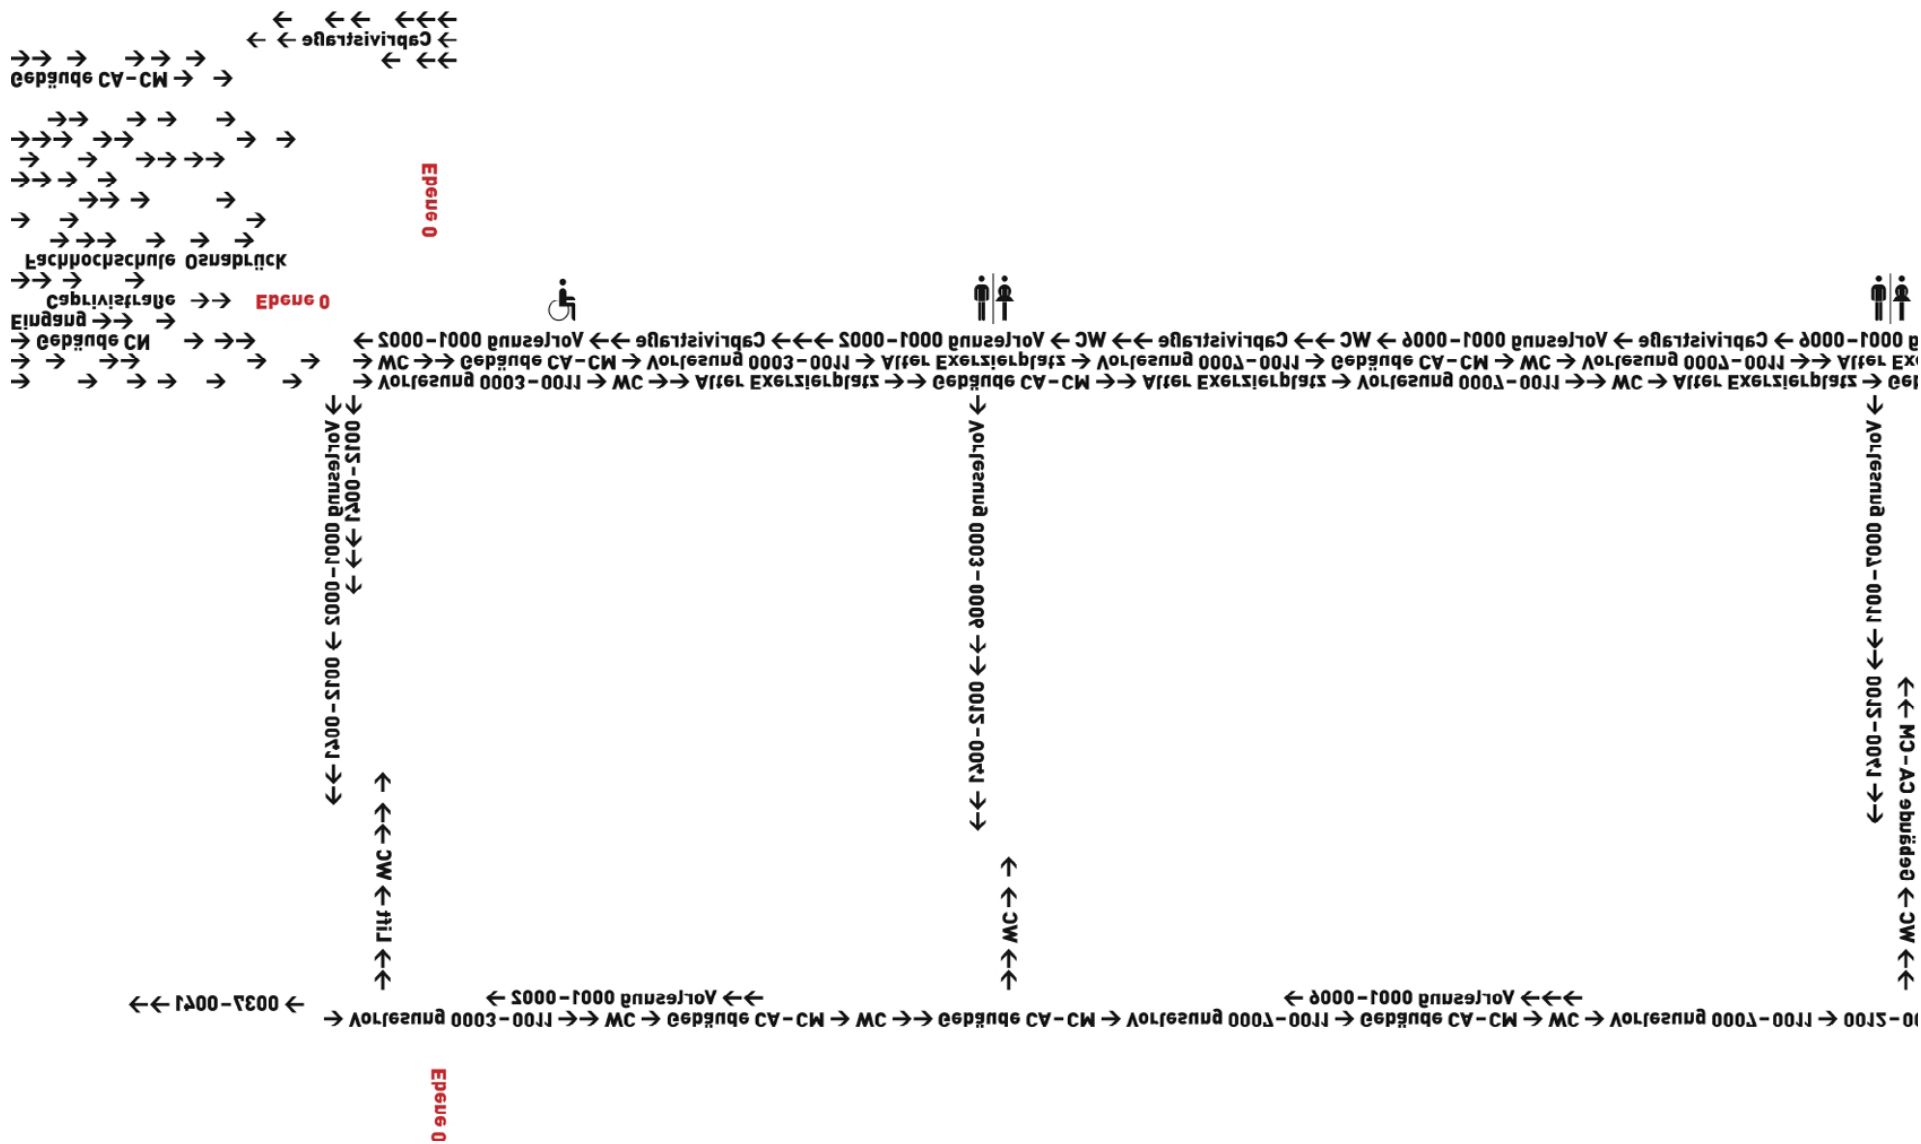 → Caprivistraße → →
Gebäude CA–CM → →
Ebene 0
Fachhochschule Osnabrück
Caprivistraße →→ Ebene 0
Eingang →→ →
→ Gebäude CN → →→
g 0001–0006 → Caprivistraße → Vorlesung 0001–0006 → WC →→ Caprivistraße →→ WC → Vorlesung 0001–0002 →→→ Caprivistraße →→ Vorlesung 0001–0002 →
→ WC →→ Gebäude CA–CM → Vorlesung 0003–0011 → Alter Exerzierplatz → Vorlesung 0007–0011 → Gebäude CA–CM → WC → Vorlesung 0007–0011 →→ Alter Ex
→ Vorlesung 0003–0011 → WC →→ Alter Exerzierplatz →→ Gebäude CA–CM →→ Alter Exerzierplatz → Vorlesung 0007–0011 →→ WC → Alter Exerzierplatz → Geb
→ Vorlesung 0001–0002 → 0012–0041 →→
→ 0012–0041 →→ →
→ Vorlesung 0003–0006 →→ 0012–0041 →→
→ Vorlesung 0007–0011 →→ 0012–0041 →→
→→ Lift → WC →→ →
→→ WC → →
→→ WC → Gebäude CA–CM →→
→ 0037–0041 →→
→→ Vorlesung 0001–0002 →
→→→ Vorlesung 0001–0006 →
→ Vorlesung 0003–0011 →→ WC → Gebäude CA–CM → WC →→ Gebäude CA–CM → Vorlesung 0007–0011 → Gebäude CA–CM → WC → Vorlesung 0007–0011 → 0012–00
Ebene 0